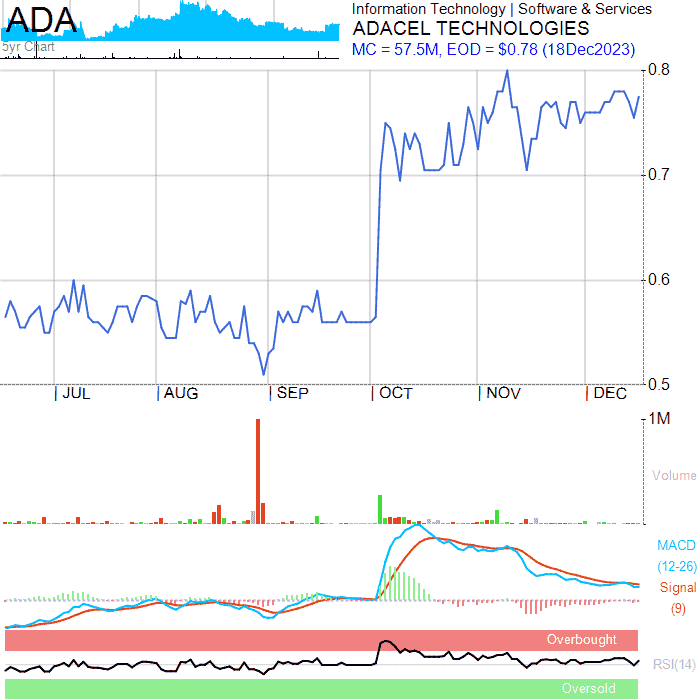 ADA
5yr Chart
Information Technology | Software & Services
ADACEL TECHNOLOGIES
MC = 57.5M, EOD = $0.78 (18Dec2023)
0.8
0.7
0.6
0.5
| JUL | AUG | SEP | OCT | NOV | DEC
1M
Volume
MACD
(12-26)
Signal
(9)
Overbought
RSI(14)
Oversold